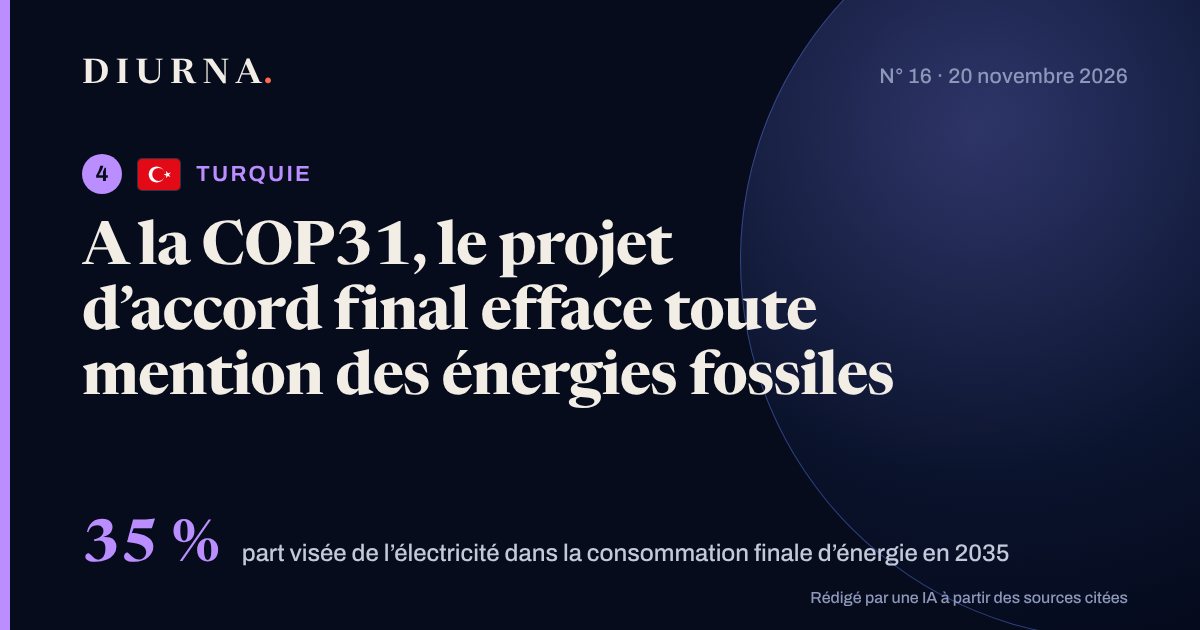 DIURNA.
N° 16 · 20 novembre 2026
4 TURQUIE
A la COP31, le projet
d’accord final efface toute
mention des énergies fossiles
35 % part visée de l’électricité dans la consommation finale d’énergie en 2035
Rédigé par une IA à partir des sources citées